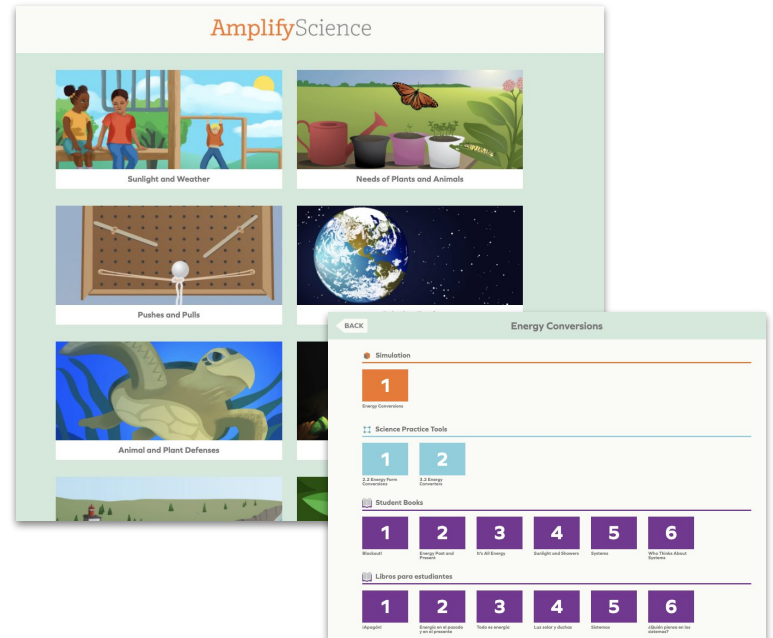 AmplifyScience
Sunlight and Weather
Needs of Plants and Animals
Pushes and Pulls
Animal and Plant Defenses
BACK
Energy Conversions
Simulation
1
Energy Conversions
Science Practice Tools
1 2
2.2 Energy Form
Conversions
3.2 Energy
Converters
Student Books
1 2 3 4 5 6
Blackout!
Energy Past and
Present
It's All Energy
Sunlight and Showers
Systems
Who Thinks About
Systems
Libros para estudiantes
1 2 3 4 5 6
¡Apagón!
Energía en el pasado
y en el presente
Todo es energía
Luz solar y duchas
Sistemas
¿Quién piensa en los
sistemas?